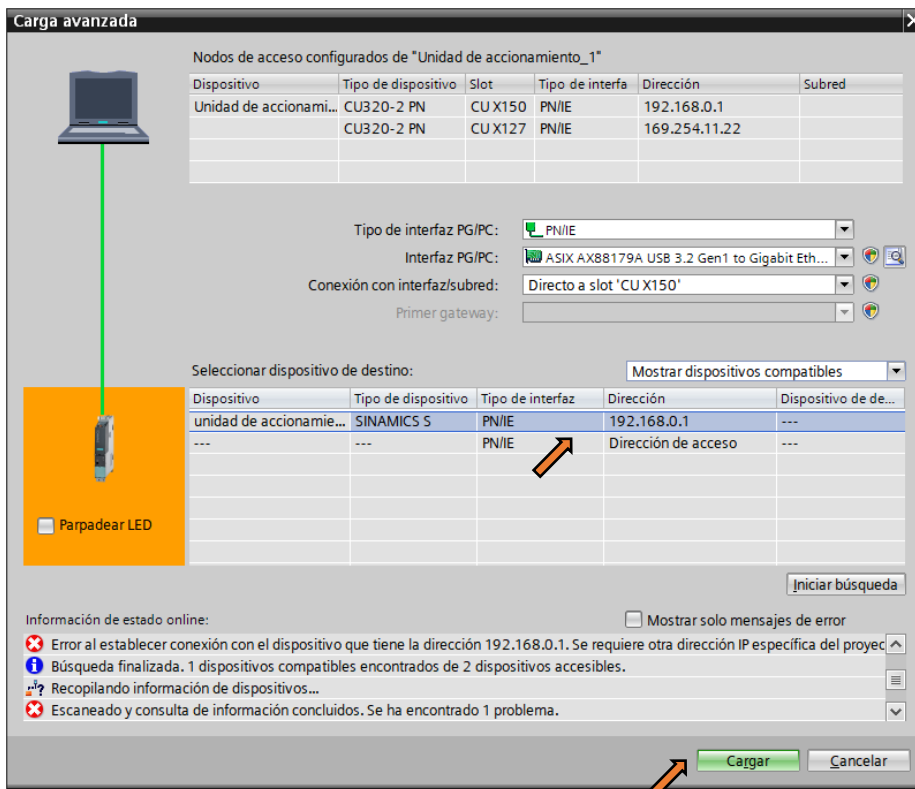 Carga avanzada
Nodos de acceso configurados de "Unidad de accionamiento_1"
Dispositivo Tipo de dispositivo Slot Tipo de interfa Dirección Subred
Unidad de accionami... CU320-2 PN CU X150 PN/IE 192.168.0.1
CU320-2 PN CU X127 PN/IE 169.254.11.22
Tipo de interfaz PG/PC: PN/IE
Interfaz PG/PC: ASIX AX88179A USB 3.2 Gen1 to Gigabit Eth...
Conexión con interfaz/subred: Directo a slot 'CU X150'
Primer gateway:
Seleccionar dispositivo de destino: Mostrar dispositivos compatibles
Dispositivo Tipo de dispositivo Tipo de interfaz Dirección Dispositivo de de...
unidad de accionamie... SINAMICS S PN/IE 192.168.0.1 ---
--- --- PN/IE Dirección de acceso ---
Parpadear LED
Iniciar búsqueda
Información de estado online: Mostrar solo mensajes de error
Error al establecer conexión con el dispositivo que tiene la dirección 192.168.0.1. Se requiere otra dirección IP específica del proyec
Búsqueda finalizada. 1 dispositivos compatibles encontrados de 2 dispositivos accesibles.
Recopilando información de dispositivos...
Escaneado y consulta de información concluidos. Se ha encontrado 1 problema.
Cargar Cancelar